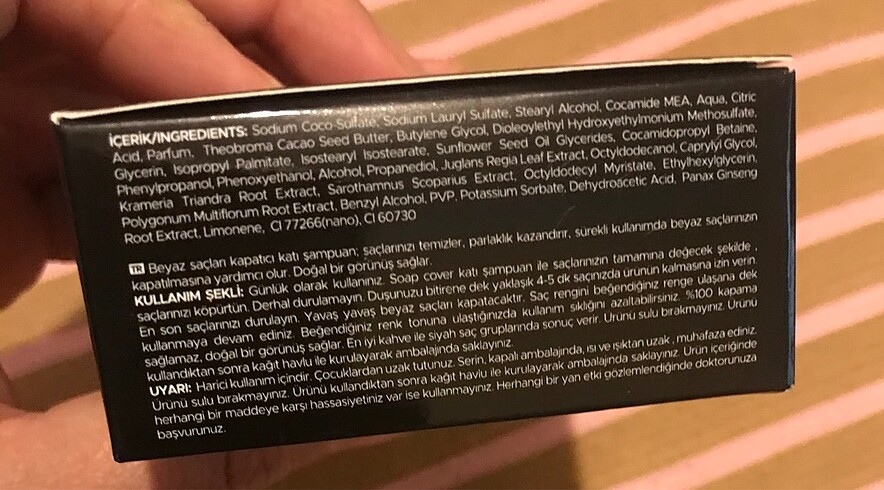 İÇERİK/INGREDIENTS: Sodium Coco-Sulfate, Sodium Lauryl Sulfate, Stearyl Alcohol, Cocamide MEA, Aqua, Citric
Acid, Parfum, Theobroma Cacao Seed Butter, Butylene Glycol, Dioleoylethyl Hydroxyethylmonium Methosulfate,
Glycerin, Isopropyl Palmitate, Isostearyl Isostearate, Sunflower Seed Oil Glycerides, Cocamidopropyl Betaine,
Phenylpropanol, Phenoxyethanol, Alcohol, Propanediol, Juglans Regia Leaf Extract, Octyldodecanol, Caprylyl Glycol,
Krameria Triandra Root Extract, Sarothamnus Scoparius Extract, Octyldodecyl Myristate, Ethylhexylglycerin,
Polygonum Multiflorum Root Extract, Benzyl Alcohol, PVP, Potassium Sorbate, Dehydroacetic Acid, Panax Ginseng
Root Extract, Limonene, CI 77266(nano), CI 60730
TR Beyaz saçları kapatıcı katı şampuan; saçlarınızı temizler, parlaklık kazandırır, sürekli kullanımda beyaz saçlarınızın
kapatılmasına yardımcı olur. Doğal bir görünüş sağlar.
KULLANIM ŞEKLİ: Günlük olarak kullanınız. Soap cover katı şampuan ile saçlarınızın tamamına değecek şekilde ,
saçlarınızı köpürtün. Derhal durulamayın. Duşunuzu bitirene dek yaklaşık 4-5 dk saçınızda ürünün kalmasına izin verin.
En son saçlarınızı durulayın. Yavaş yavaş beyaz saçları kapatacaktır. Saç rengini beğendiğiniz renge ulaşana dek
kullanmaya devam ediniz. Beğendiğiniz renk tonuna ulaştığınızda kullanım sıklığını azaltabilirsiniz. %100 kapama
sağlamaz, doğal bir görünüş sağlar. En iyi kahve ile siyah saç gruplarında sonuç verir. Ürünü sulu bırakmayınız. Ürünü
kullandıktan sonra kağıt havlu ile kurulayarak ambalajında saklayınız.
UYARI: Harici kullanım içindir. Çocuklardan uzak tutunuz. Serin, kapalı ambalajında, ısı ve ışıktan uzak , muhafaza ediniz.
Ürünü sulu bırakmayınız. Ürünü kullandıktan sonra kağıt havlu ile kurulayarak ambalajında saklayınız. Ürün içeriğinde
herhangi bir maddeye karşı hassasiyetiniz var ise kullanmayınız. Herhangi bir yan etki gözlemlendiğinde doktorunuza
başvurunuz.